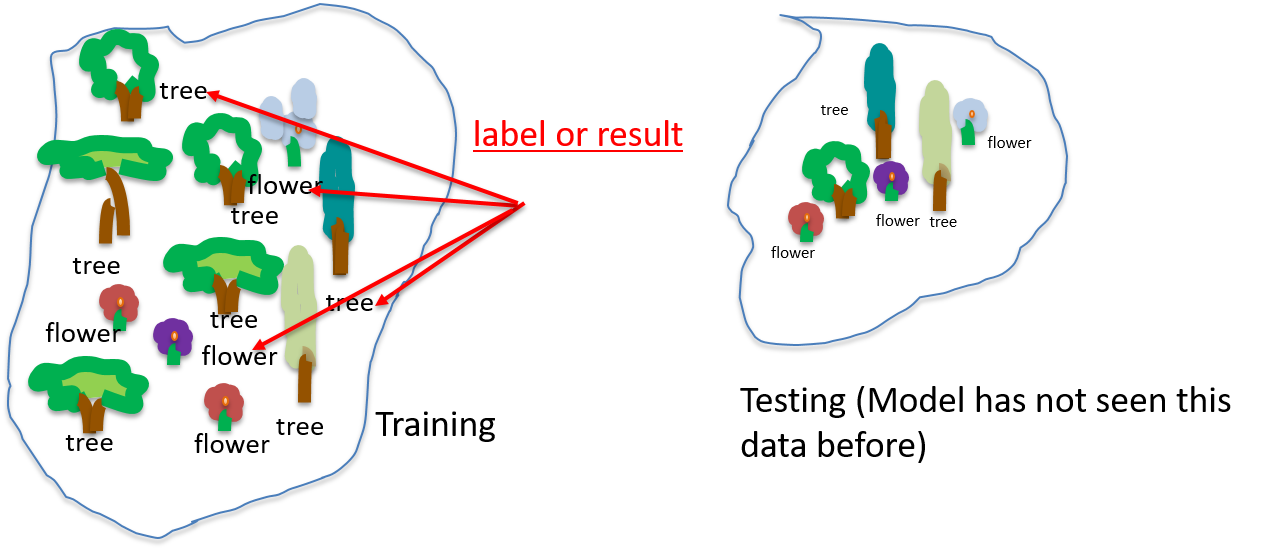 tree
label or result
flower
tree
tree
tree
tree
flower
flower
tree
flower
tree
Training
tree
flower
flower
tree
flower
Testing (Model has not seen this
data before)